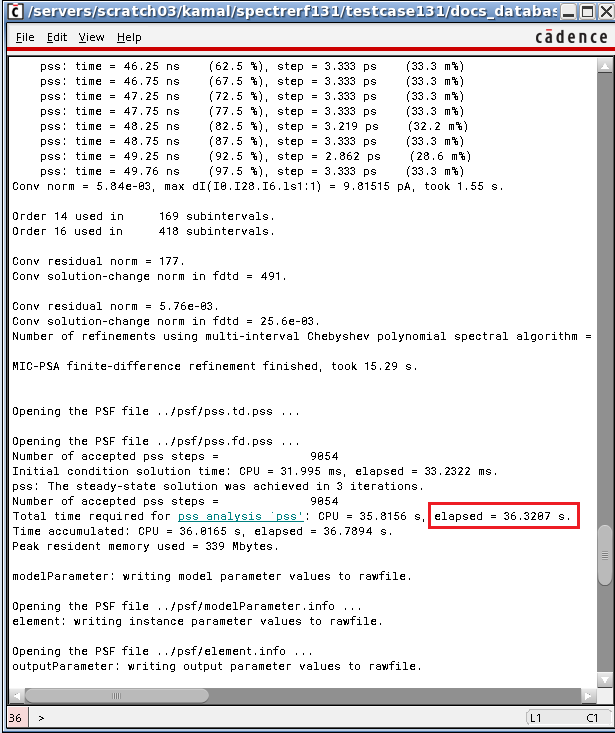 /servers/scratch03/kamal/spectrerf131/testcase131/docs_databas
File Edit View Help cādence
pss: time = 46.25 ns (62.5 %), step = 3.333 ps (33.3 m%)
pss: time = 46.75 ns (67.5 %), step = 3.333 ps (33.3 m%)
pss: time = 47.25 ns (72.5 %), step = 3.333 ps (33.3 m%)
pss: time = 47.75 ns (77.5 %), step = 3.333 ps (33.3 m%)
pss: time = 48.25 ns (82.5 %), step = 3.219 ps (32.2 m%)
pss: time = 48.75 ns (87.5 %), step = 3.333 ps (33.3 m%)
pss: time = 49.25 ns (92.5 %), step = 2.862 ps (28.6 m%)
pss: time = 49.76 ns (97.5 %), step = 3.333 ps (33.3 m%)
Conv norm = 5.84e-03, max dI(I0.I28.I6.ls1:1) = 9.81515 pA, took 1.55 s.
Order 14 used in 169 subintervals.
Order 16 used in 418 subintervals.
Conv residual norm = 177.
Conv solution-change norm in fdtd = 491.
Conv residual norm = 5.76e-03.
Conv solution-change norm in fdtd = 25.6e-03.
Number of refinements using multi-interval Chebyshev polynomial spectral algorithm =
MIC-PSA finite-difference refinement finished, took 15.29 s.
Opening the PSF file ../psf/pss.td.pss ...
Opening the PSF file ../psf/pss.fd.pss ...
Number of accepted pss steps = 9054
Initial condition solution time: CPU = 31.995 ms, elapsed = 33.2322 ms.
pss: The steady-state solution was achieved in 3 iterations.
Number of accepted pss steps = 9054
Total time required for pss analysis `pss': CPU = 35.8156 s, elapsed = 36.3207 s.
Time accumulated: CPU = 36.0165 s, elapsed = 36.7894 s.
Peak resident memory used = 339 Mbytes.
modelParameter: writing model parameter values to rawfile.
Opening the PSF file ../psf/modelParameter.info ...
element: writing instance parameter values to rawfile.
Opening the PSF file ../psf/element.info ...
outputParameter: writing output parameter values to rawfile.
36 > L1 C1